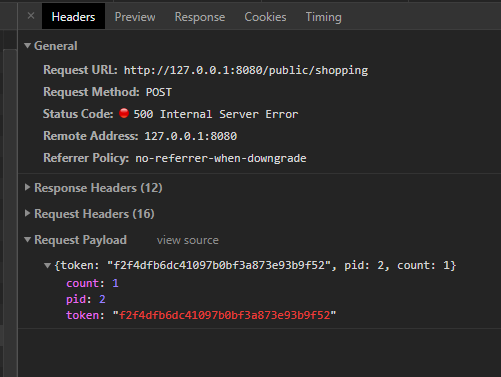 × Headers Preview Response Cookies Timing
▼ General
Request URL: http://127.0.0.1:8080/public/shopping
Request Method: POST
Status Code: 500 Internal Server Error
Remote Address: 127.0.0.1:8080
Referrer Policy: no-referrer-when-downgrade
▶ Response Headers (12)
▶ Request Headers (16)
▼ Request Payload view source
▼{token: "f2f4dfb6dc41097b0bf3a873e93b9f52", pid: 2, count: 1}
count: 1
pid: 2
token: "f2f4dfb6dc41097b0bf3a873e93b9f52"